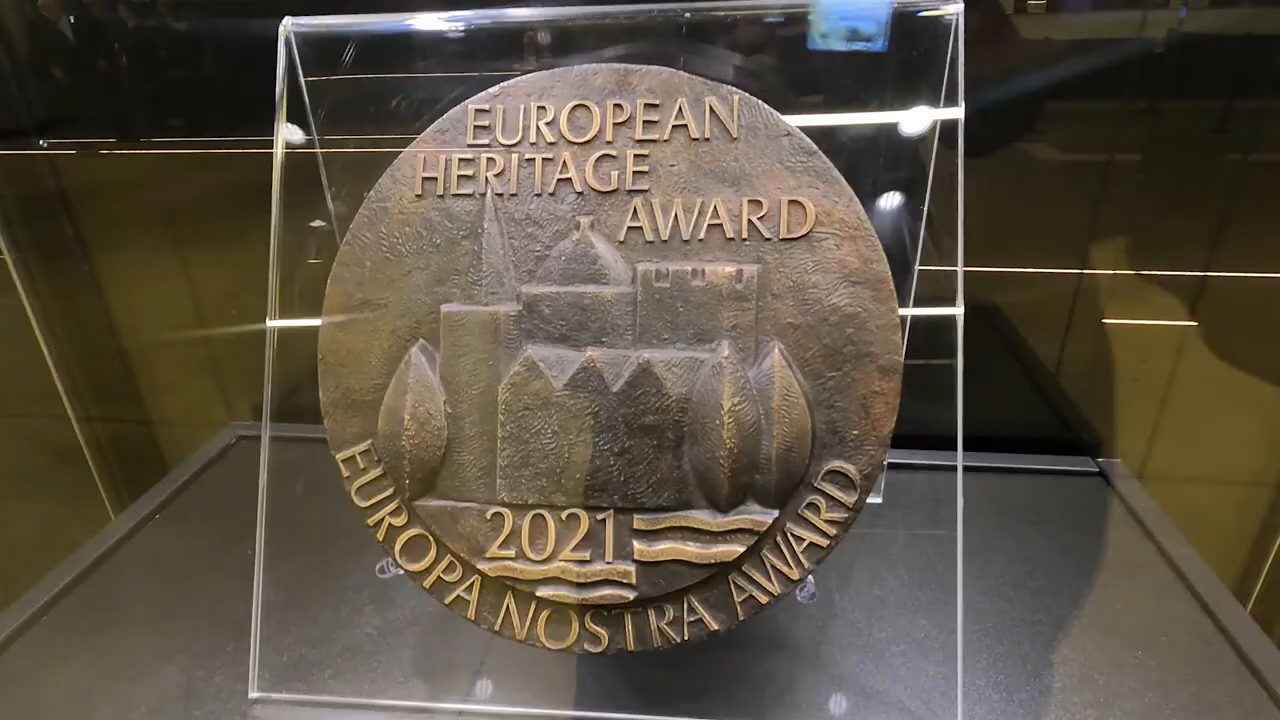 EUROPEAN
HERITAGE
AWARD
2021
EUROPA NOSTRA AWARD